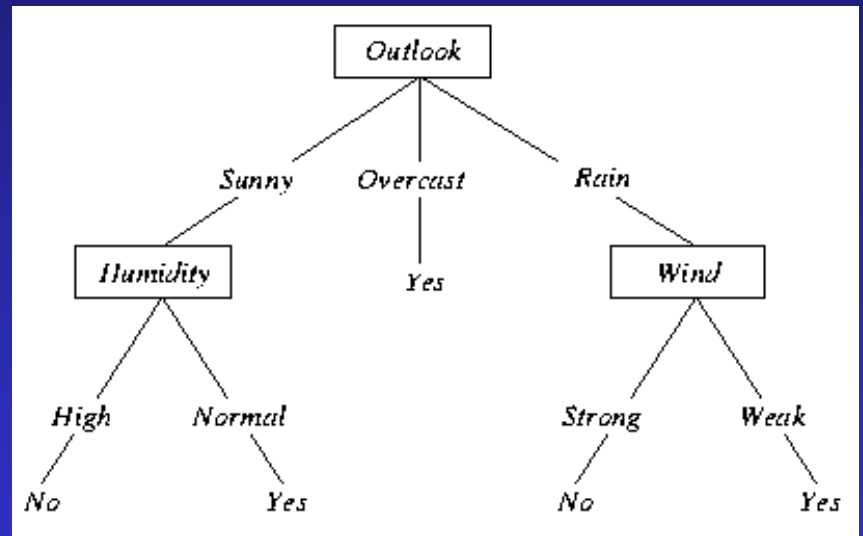 Outlook
Sunny Overcast Rain
Humidity Yes Wind
High Normal Strong Weak
No Yes No Yes